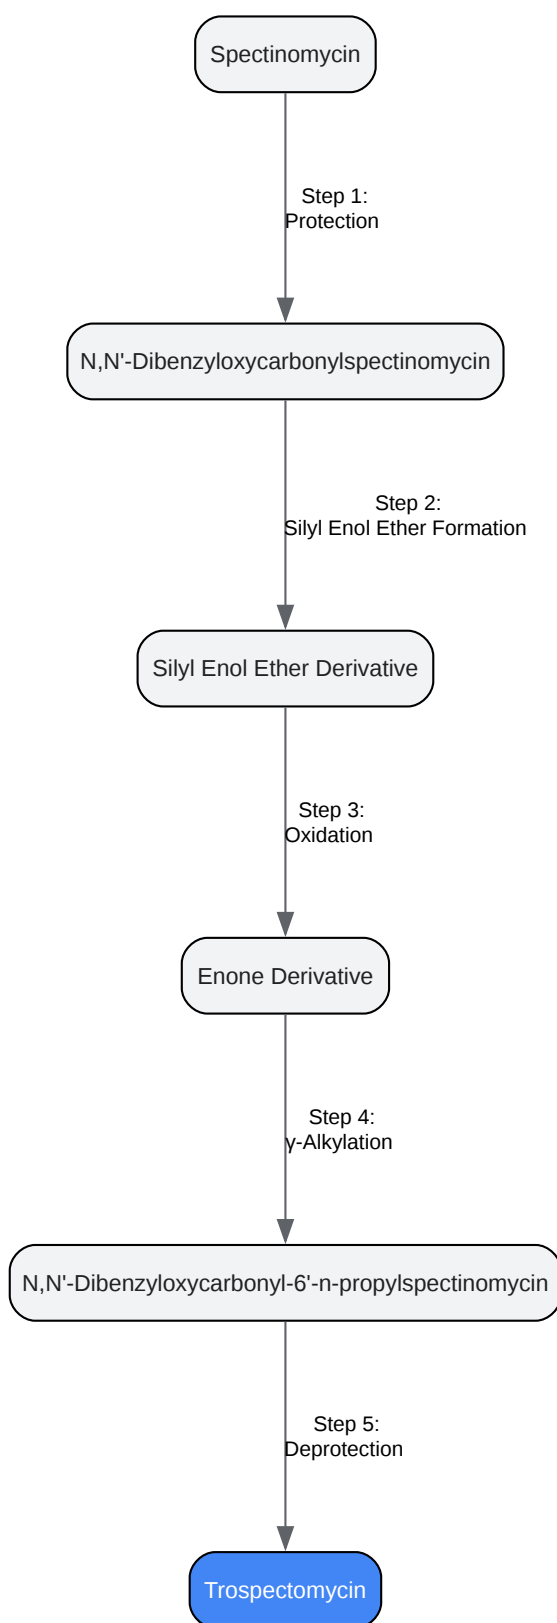 Spectinomycin
Step 1:
Protection
N,N'-Dibenzyloxycarbonylspectinomycin
Step 2:
Silyl Enol Ether Formation
Silyl Enol Ether Derivative
Step 3:
Oxidation
Enone Derivative
Step 4:
γ-Alkylation
N,N'-Dibenzyloxycarbonyl-6'-n-propylspectinomycin
Step 5:
Deprotection
Trospectomycin